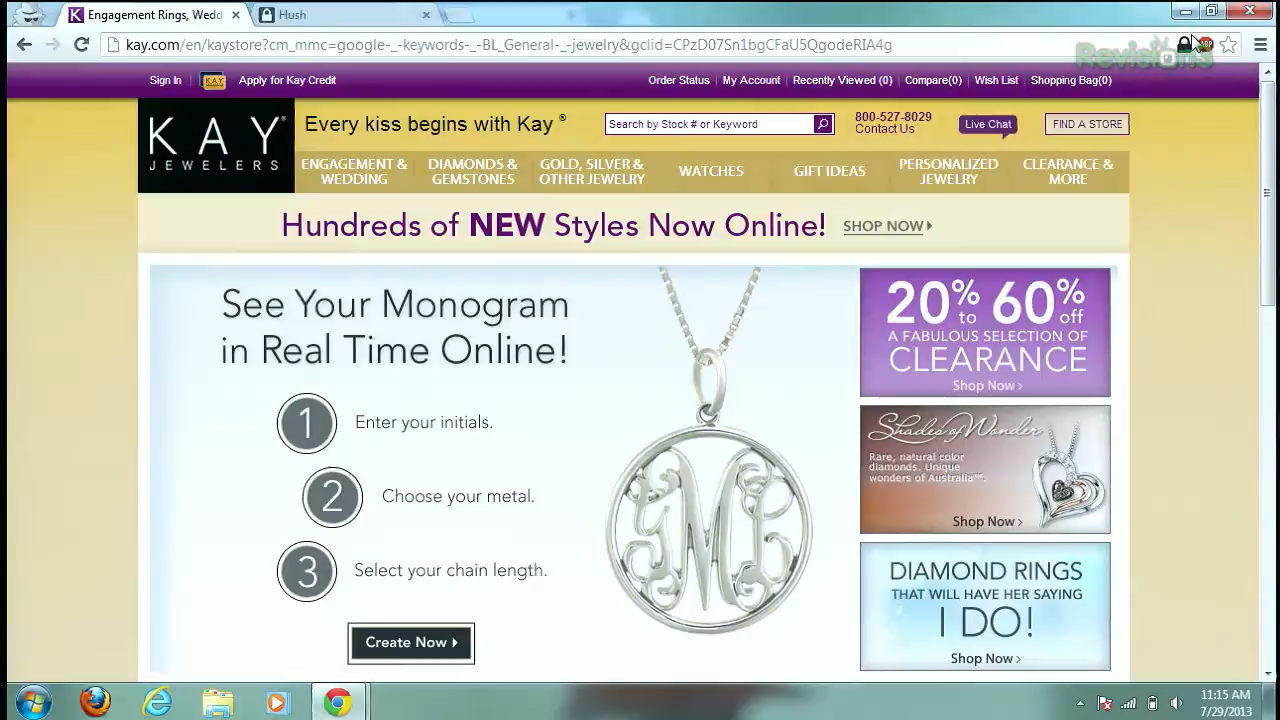 Engagement Rings, Wedd
Hush
kay.com/en/kaystore?cm_mmc=google-_-keywords-_-BL_General-_-jewelry&gclid=CPzD07Sn1bgCFaU5QgodeRIA4g
Revisions
Sign In
KAY
Apply for Kay Credit
Order Status
My Account
Recently Viewed (0)
Compare(0)
Wish List
Shopping Bag(0)
KAY®
JEWELERS
Every kiss begins with Kay®
Search by Stock # or Keyword
800-527-8029
Contact Us
Live Chat
FIND A STORE
ENGAGEMENT &
WEDDING
DIAMONDS &
GEMSTONES
GOLD, SILVER &
OTHER JEWELRY
WATCHES
GIFT IDEAS
PERSONALIZED
JEWELRY
CLEARANCE &
MORE
Hundreds of NEW Styles Now Online! SHOP NOW
See Your Monogram
in Real Time Online!
1 Enter your initials.
2 Choose your metal.
3 Select your chain length.
Create Now
20% to 60% off
A FABULOUS SELECTION OF
CLEARANCE
Shop Now
Shades of Wonder
Rare, natural color
diamonds. Unique
wonders of Australia™.
Shop Now
DIAMOND RINGS
THAT WILL HAVE HER SAYING
I DO!
Shop Now
11:15 AM
7/29/2013